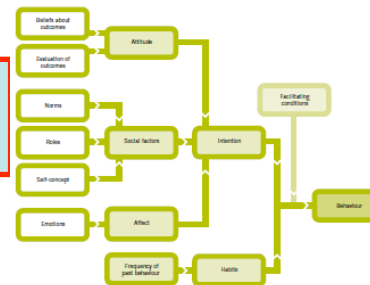 Beliefs about
outcomes
Attitude
Evaluation of
outcomes
Facilitating
conditions
Norms
Roles
Social factors
Intention
Self-concept
Behaviour
Emotions
Affect
Frequency of
past behaviour
Habits